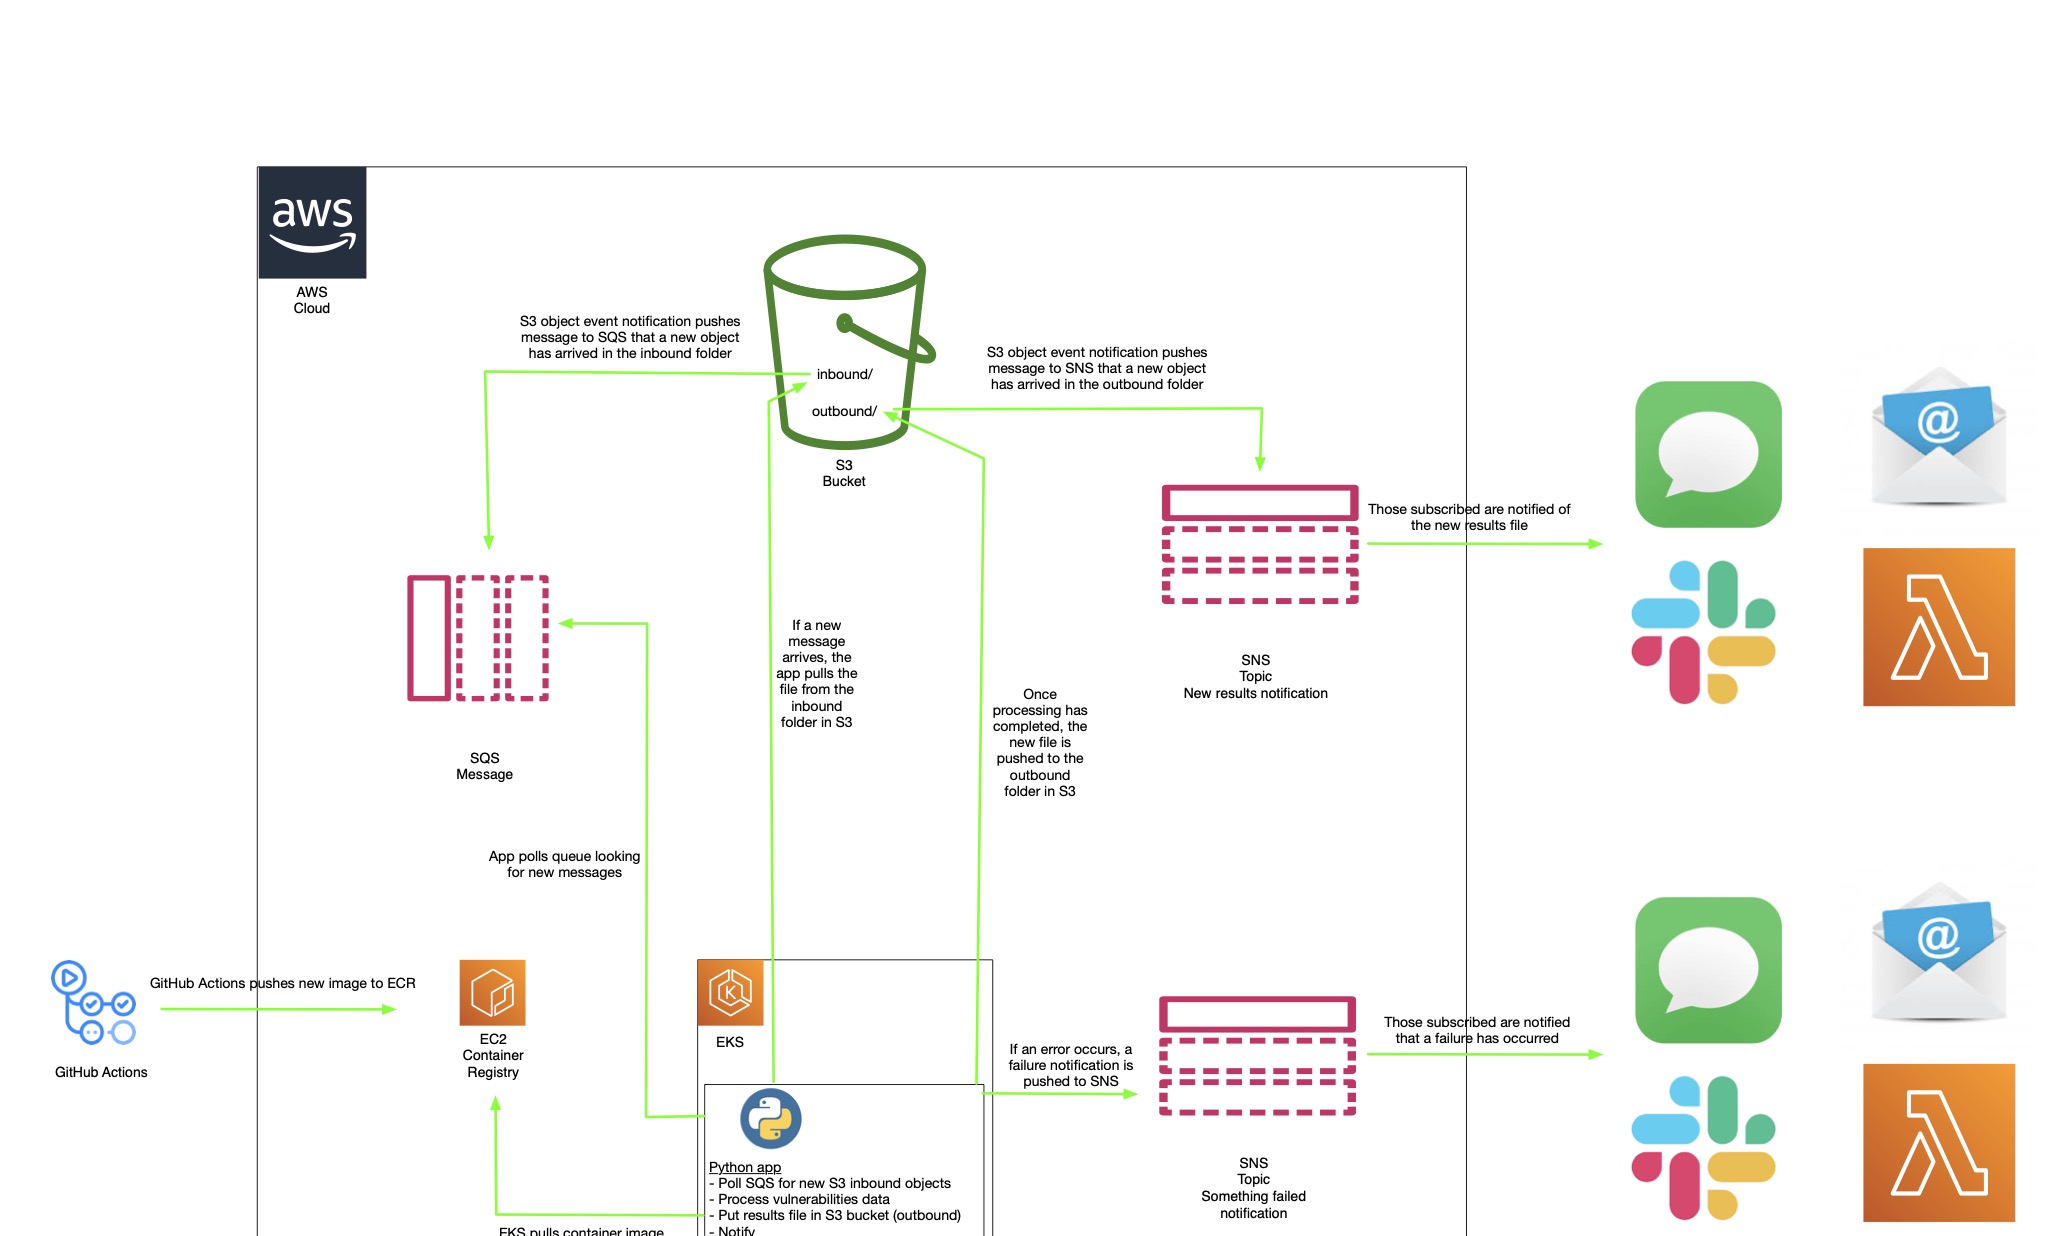 aws
AWS
Cloud
S3 object event notification pushes
message to SQS that a new object
has arrived in the inbound folder
inbound/
outbound/
S3
Bucket
S3 object event notification pushes
message to SNS that a new object
has arrived in the outbound folder
@
Those subscribed are notified of
the new results file
SNS
Topic
New results notification
SQS
Message
If a new
message
arrives, the
app pulls the
file from the
inbound
folder in S3
Once
processing has
completed, the
new file is
pushed to the
outbound
folder in S3
App polls queue looking
for new messages
GitHub Actions pushes new image to ECR
GitHub Actions
EC2
Container
Registry
K
EKS
If an error occurs, a
failure notification is
pushed to SNS
Those subscribed are notified
that a failure has occurred
@
SNS
Topic
Something failed
notification
Python app
- Poll SQS for new S3 inbound objects
- Process vulnerabilities data
- Put results file in S3 bucket (outbound)
- Notify
EKS pulls container image